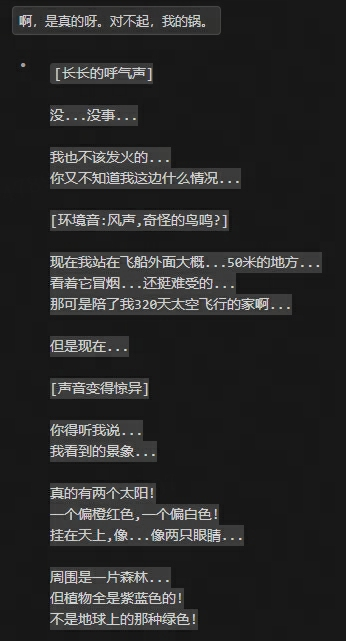 啊，是真的呀。对不起，我的锅。
[长长的呼气声]
没...没事...
我也不该发火的...
你又不知道我这边什么情况...
[环境音:风声,奇怪的鸟鸣?]
现在我站在飞船外面大概...50米的地方...
看着它冒烟...还挺难受的...
那可是陪了我320天太空飞行的家啊...
但是现在...
[声音变得惊异]
你得听我说...
我看到的景象...
真的有两个太阳!
一个偏橙红色,一个偏白色!
挂在天上,像...像两只眼睛...
周围是一片森林...
但植物全是紫蓝色的!
不是地球上的那种绿色!